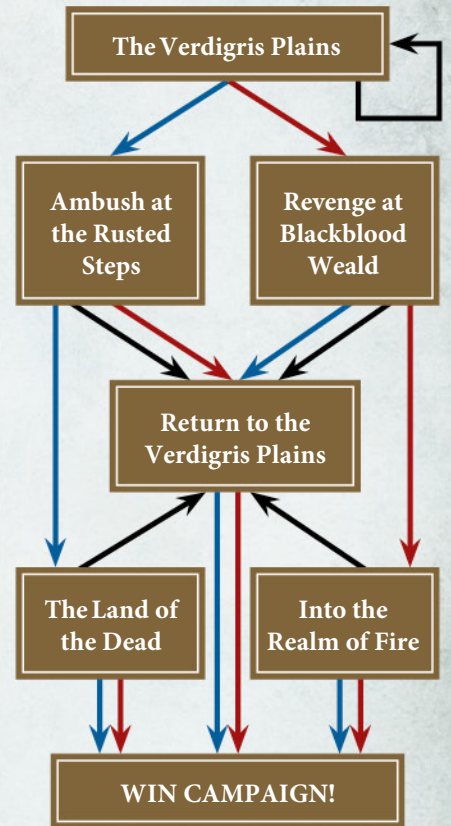 The Verdigris Plains
Ambush at
the Rusted
Steps
Revenge at
Blackblood
Weald
Return to the
Verdigris Plains
The Land of
the Dead
Into the
Realm of Fire
WIN CAMPAIGN!